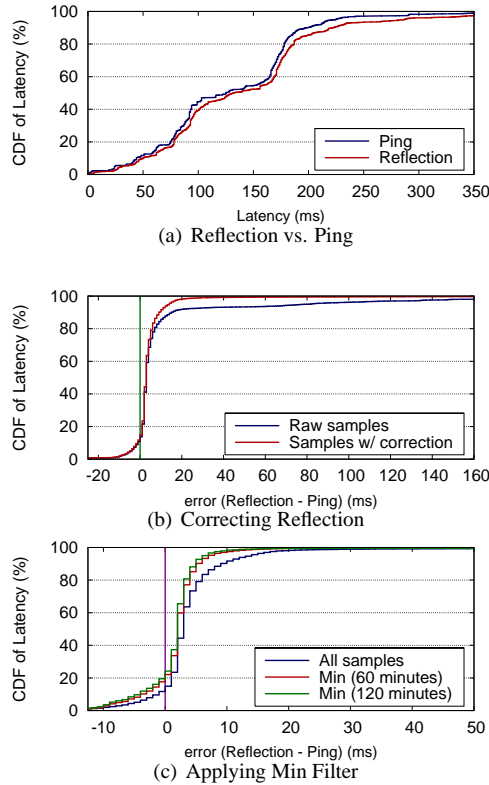 CDF of Latency (%)
100
80
60
40
20
0
Ping
Reflection
0 50 100 150 200 250 300 350
Latency (ms)
(a) Reflection vs. Ping
CDF of Latency (%)
100
80
60
40
20
0
Raw samples
Samples w/ correction
-20 0 20 40 60 80 100 120 140 160
error (Reflection - Ping) (ms)
(b) Correcting Reflection
CDF of Latency (%)
100
80
60
40
20
0
All samples
Min (60 minutes)
Min (120 minutes)
-10 0 10 20 30 40 50
error (Reflection - Ping) (ms)
(c) Applying Min Filter